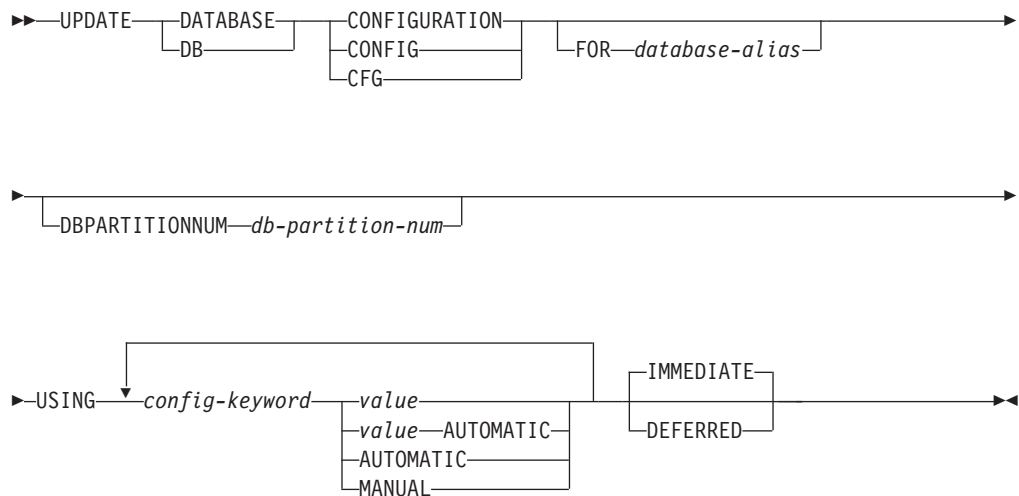 UPDATE DATABASE CONFIGURATION
DB CONFIG FOR database-alias
CFG
DBPARTITIONNUM db-partition-num
IMMEDIATE
USING config-keyword value
value AUTOMATIC DEFERRED
AUTOMATIC
MANUAL